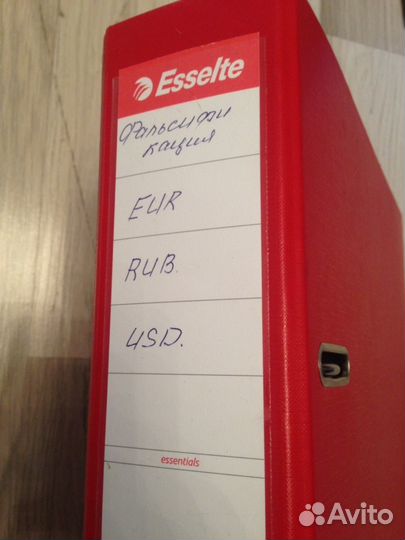 Esselte
Фальсифи
кация
EUR
RUB.
USD.
essentials
Avito